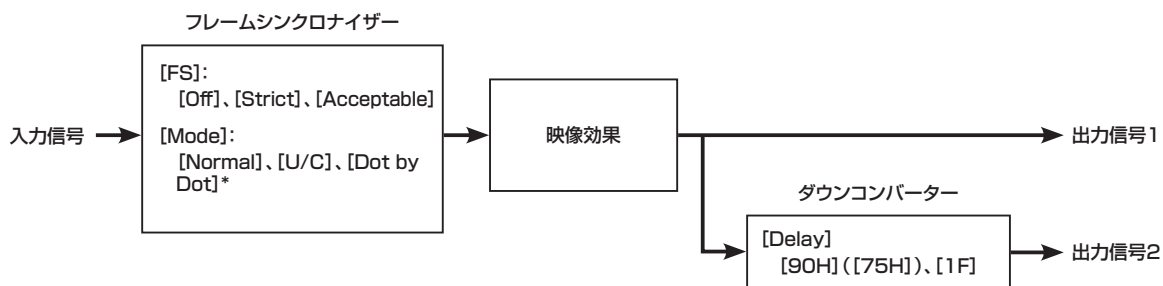 フレームシンクロナイザー
[FS]:
[Off]、[Strict]、[Acceptable]
[Mode]:
[Normal]、[U/C]、[Dot by
Dot]*
入力信号
映像効果
出力信号1
ダウンコンバーター
[Delay]
[90H]([75H])、[1F]
出力信号2